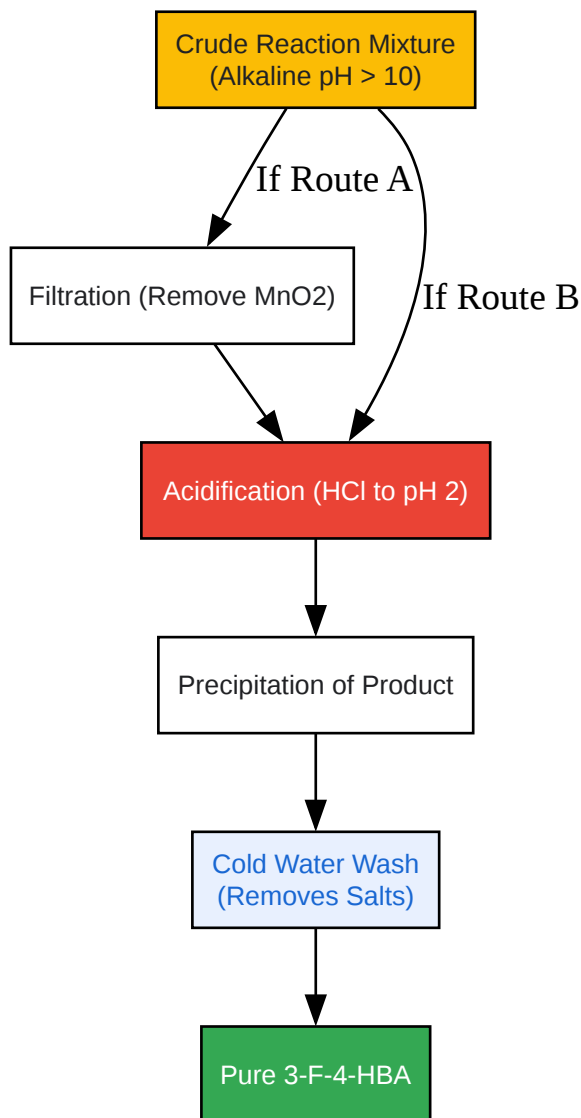 Crude Reaction Mixture
(Alkaline pH > 10)
If Route A
Filtration (Remove MnO2)
If Route B
Acidification (HCl to pH 2)
Precipitation of Product
Cold Water Wash
(Removes Salts)
Pure 3-F-4-HBA